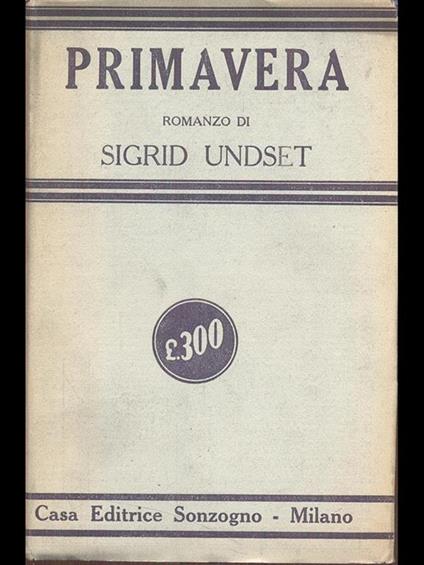 PRIMAVERA
ROMANZO DI
SIGRID UNDSET
£.300
Casa Editrice Sonzogno - Milano